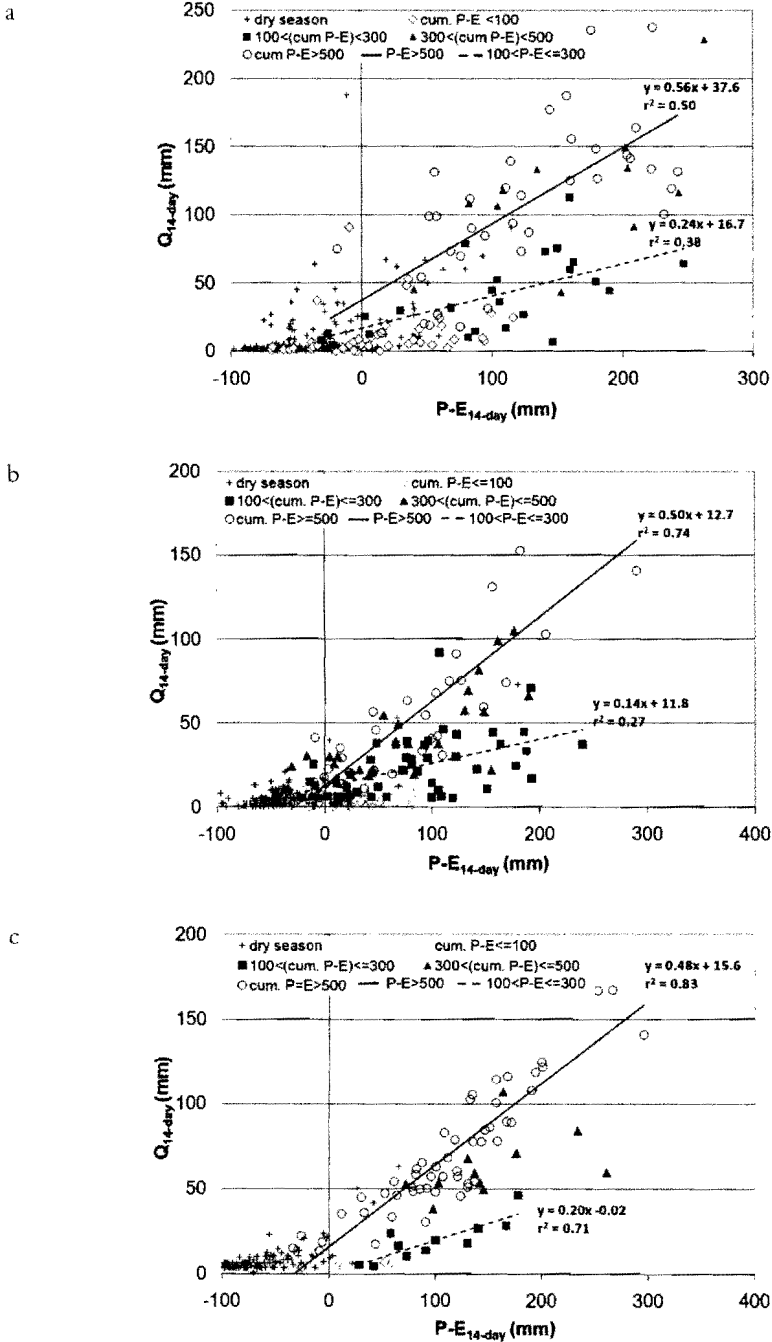 a
+ dry season ◇ cum. P-E <100
■ 100<(cum P-E)<300 ▲ 300<(cum P-E)<500
○ cum P-E>500 — P-E>500 - - - 100<P-E<=300
250
200
150
100
50
0
y = 0.56x + 37.6
r² = 0.50
y = 0.24x + 16.7
r² = 0.38
Q14-day (mm)
-100 0 100 200 300
P-E14-day (mm)
b
+ dry season cum. P-E<=100
■ 100<(cum. P-E)<=300 ▲ 300<(cum. P-E)<=500
○ cum. P-E>=500 — P-E>500 - - - 100<P-E<=300
200
150
100
50
0
y = 0.50x + 12.7
r² = 0.74
y = 0.14x + 11.8
r² = 0.27
Q14-day (mm)
-100 0 100 200 300 400
P-E14-day (mm)
c
+ dry season cum. P-E<=100
■ 100<(cum. P-E)<=300 ▲ 300<(cum. P-E)<=500
○ cum. P=E>500 — P-E>500 - - - 100<P-E<=300
200
150
100
50
0
y = 0.48x + 15.6
r² = 0.83
y = 0.20x -0.02
r² = 0.71
Q14-day (mm)
-100 0 100 200 300 400
P-E14-day (mm)